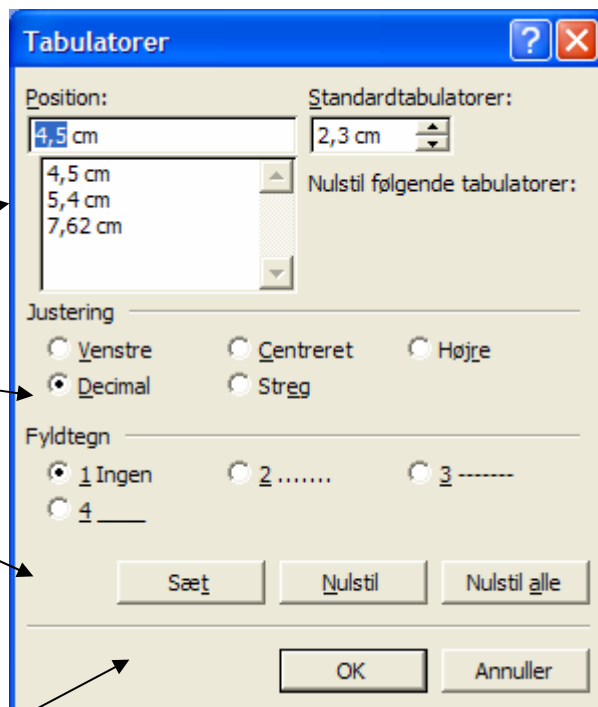 Tabulatorer
Position: Standardtabulatorer:
4,5 cm 2,3 cm
4,5 cm
5,4 cm
7,62 cm
Nulstil følgende tabulatorer:
Justering
Venstre Centreret Højre
Decimal Streg
Fyldtegn
1 Ingen 2 ....... 3 -------
4 ____
Sæt Nulstil Nulstil alle
OK Annuller